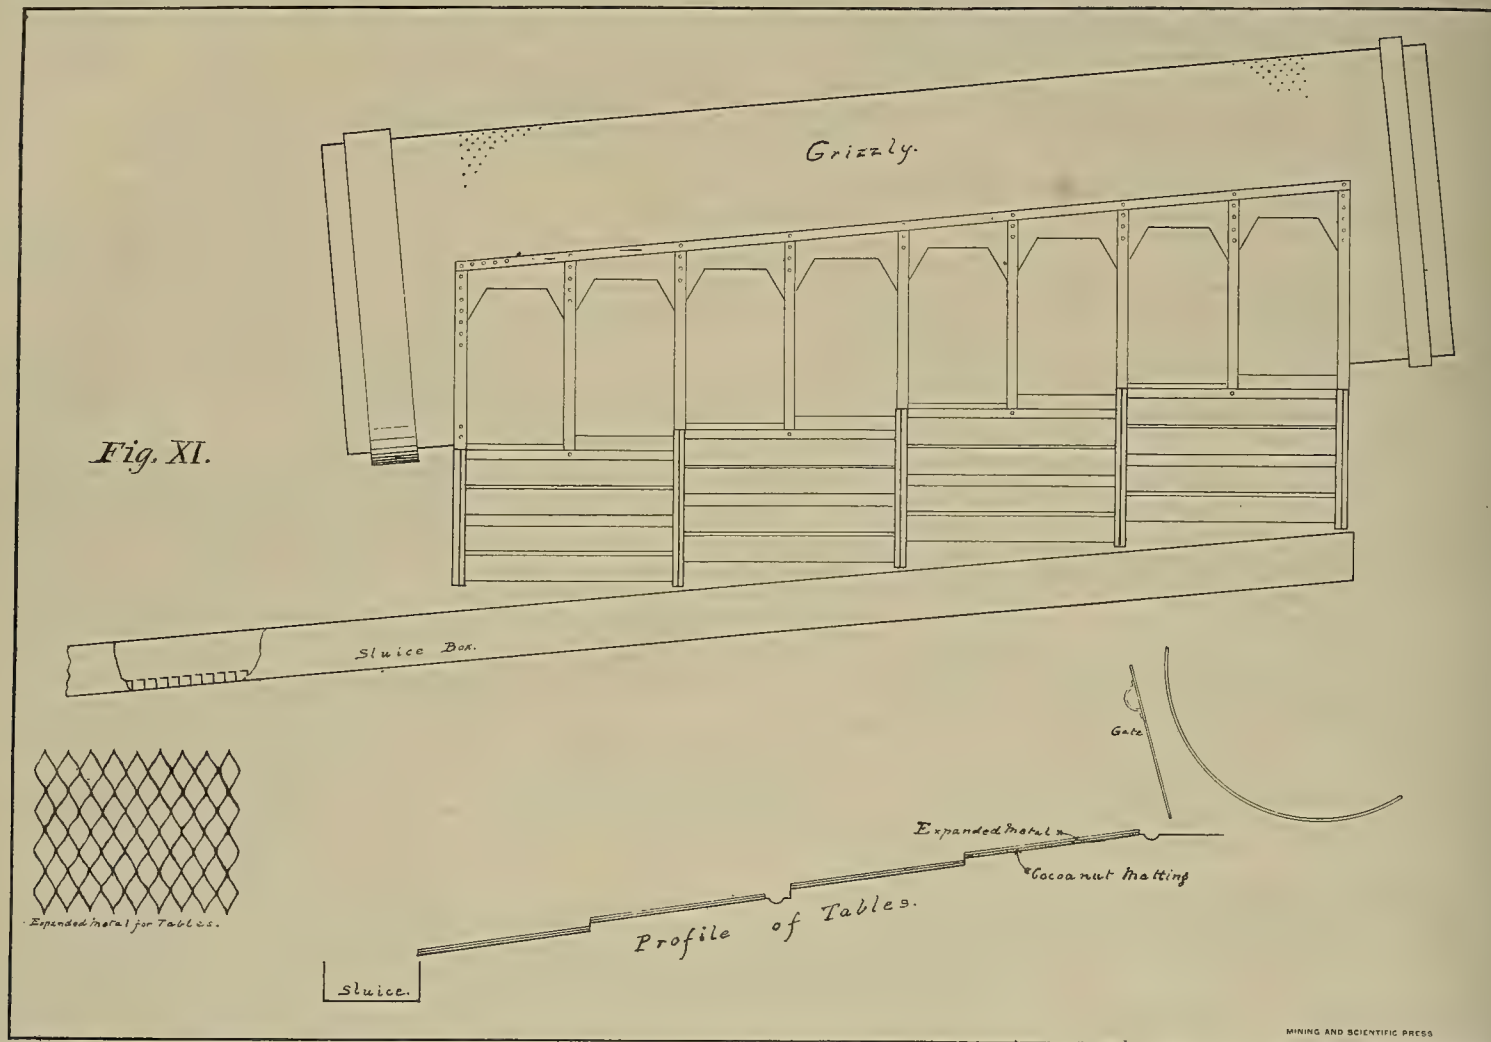 Grizzly.
Fig. XI.
Sluice Box.
Gate
Expanded Metal
Cocoanut Matting
Expanded Metal for Tables.
Profile of Tables.
Sluice.
MINING AND SCIENTIFIC PRESS